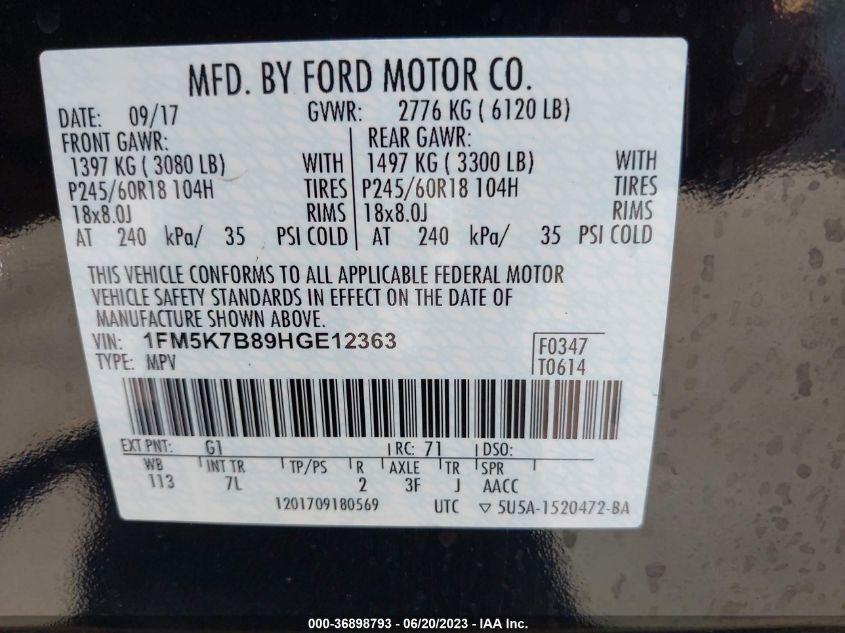 MFD. BY FORD MOTOR CO.
DATE: 09/17 GVWR: 2776 KG ( 6120 LB)
FRONT GAWR: REAR GAWR:
1397 KG ( 3080 LB) WITH 1497 KG ( 3300 LB) WITH
P245/60R18 104H TIRES P245/60R18 104H TIRES
18x8.0J RIMS 18x8.0J RIMS
AT 240 kPa/ 35 PSI COLD AT 240 kPa/ 35 PSI COLD
THIS VEHICLE CONFORMS TO ALL APPLICABLE FEDERAL MOTOR
VEHICLE SAFETY STANDARDS IN EFFECT ON THE DATE OF
MANUFACTURE SHOWN ABOVE.
VIN: 1FM5K7B89HGE12363 F0347
TYPE: MPV T0614
EXT PNT: G1 RC: 71 DSO:
WB INT TR TP/PS R AXLE TR SPR
113 7L 2 3F J AACC
1201709180569 UTC ▽ 5U5A-1520472-BA
000-36898793 - 06/20/2023 - IAA Inc.